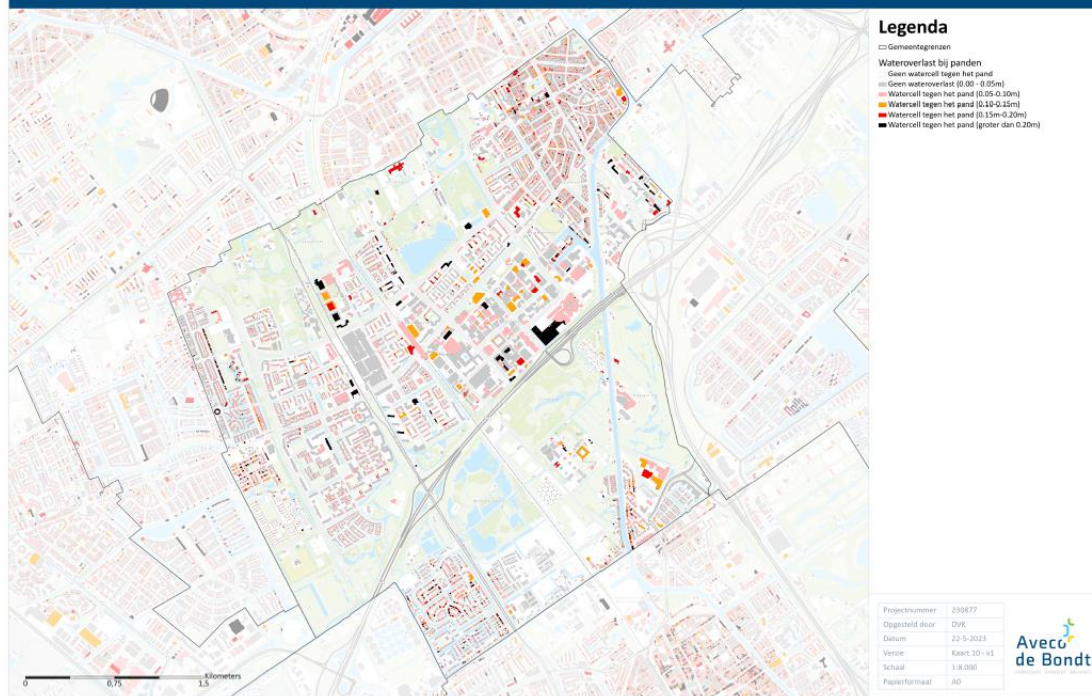 Legenda
Gemeentegrenzen
Wateroverlast bij panden
Geen watercell tegen het pand
Geen wateroverlast (0.00 - 0.05m)
Watercell tegen het pand (0.05-0.10m)
Watercell tegen het pand (0.10-0.15m)
Watercell tegen het pand (0.15m-0.20m)
Watercell tegen het pand (groter dan 0.20m)
Projectnummer 230877
Opgesteld door DVK
Datum 22-5-2023
Versie Kaart 10 - v1
Schaal 1:8.000
Papierformaat A0
Aveco
de Bondt
Kilometers
0 0,75 1,5